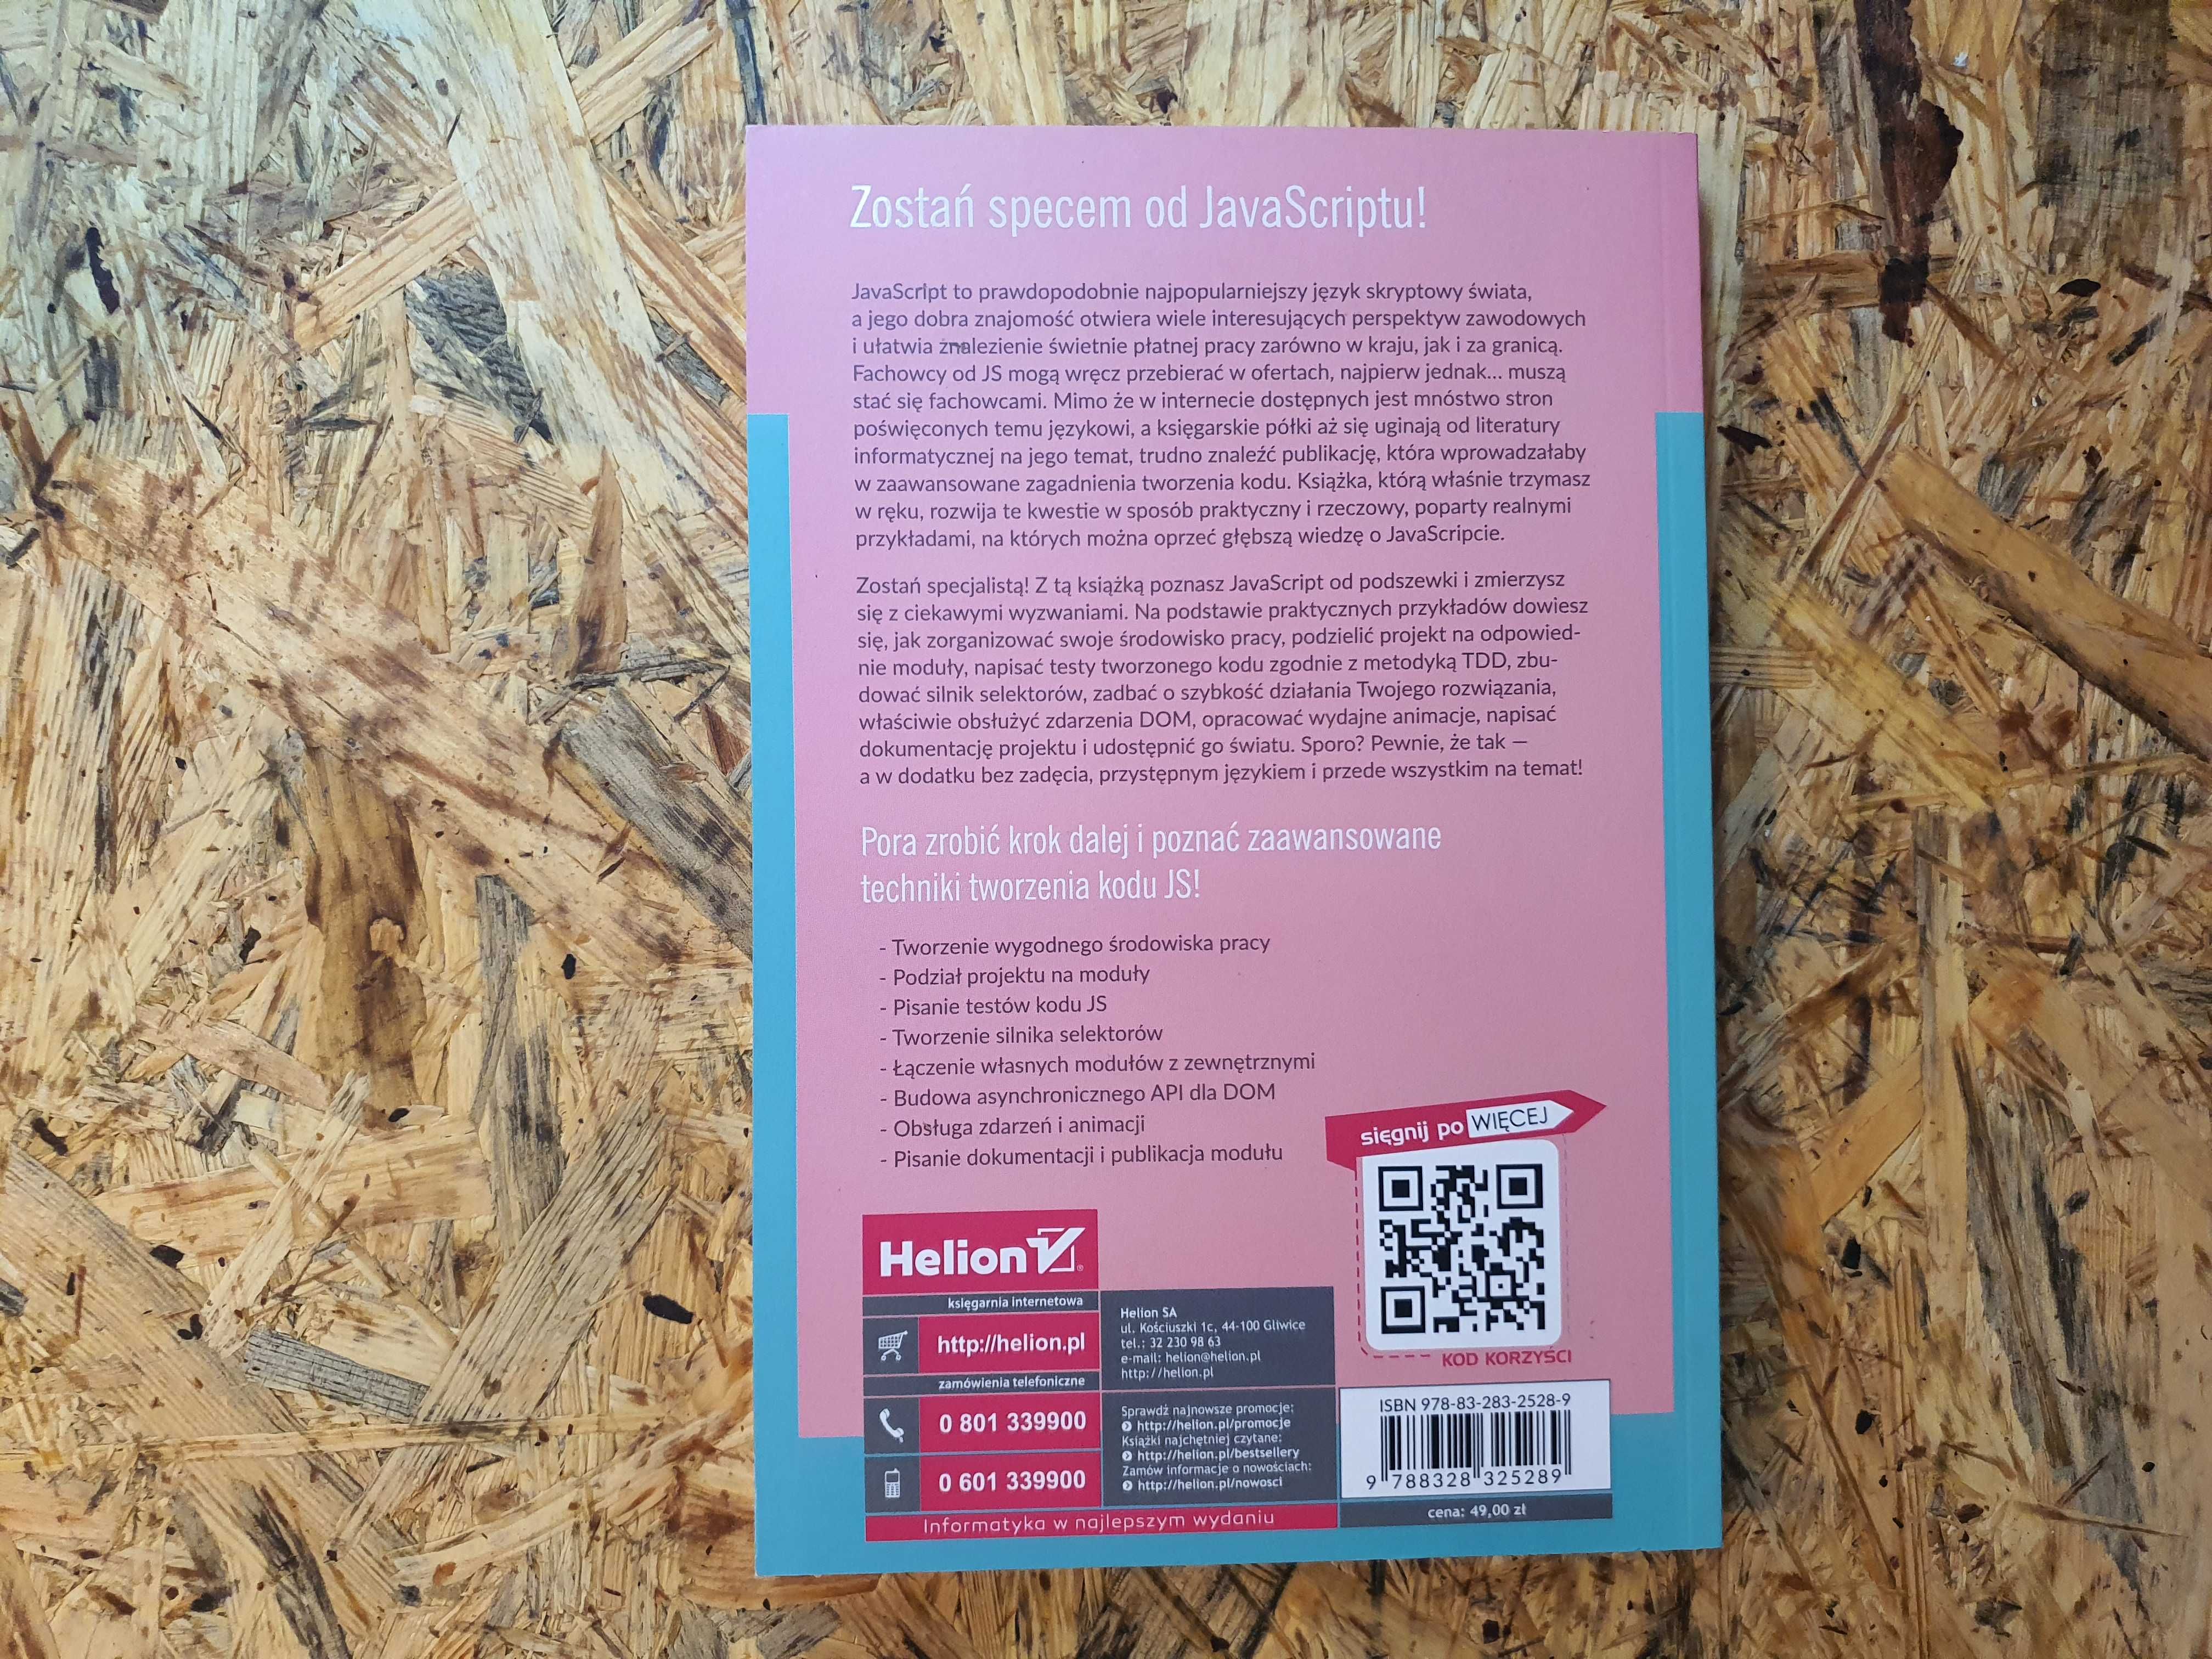 Zostań specem od JavaScriptu!
JavaScript to prawdopodobnie najpopularniejszy język skryptowy świata,
a jego dobra znajomość otwiera wiele interesujących perspektyw zawodowych
i ułatwia znalezienie świetnie płatnej pracy zarówno w kraju, jak i za granicą.
Fachowcy od JS mogą wręcz przebierać w ofertach, najpierw jednak... muszą
stać się fachowcami. Mimo że w internecie dostępnych jest mnóstwo stron
poświęconych temu językowi, a księgarskie półki aż się uginają od literatury
informatycznej na jego temat, trudno znaleźć publikację, która wprowadzałaby
w zaawansowane zagadnienia tworzenia kodu. Książka, którą właśnie trzymasz
w ręku, rozwija te kwestie w sposób praktyczny i rzeczowy, poparty realnymi
przykładami, na których można oprzeć głębszą wiedzę o JavaScripcie.
Zostań specjalistą! Z tą książką poznasz JavaScript od podszewki i zmierzysz
się z ciekawymi wyzwaniami. Na podstawie praktycznych przykładów dowiesz
się, jak zorganizować swoje środowisko pracy, podzielić projekt na odpowied-
nie moduły, napisać testy tworzonego kodu zgodnie z metodyką TDD, zbu-
dować silnik selektorów, zadbać o szybkość działania Twojego rozwiązania,
właściwie obsłużyć zdarzenia DOM, opracować wydajne animacje, napisać
dokumentację projektu i udostępnić go światu. Sporo? Pewnie, że tak —
a w dodatku bez zadęcia, przystępnym językiem i przede wszystkim na temat!
Pora zrobić krok dalej i poznać zaawansowane
techniki tworzenia kodu JS!
- Tworzenie wygodnego środowiska pracy
- Podział projektu na moduły
- Pisanie testów kodu JS
- Tworzenie silnika selektorów
- Łączenie własnych modułów z zewnętrznymi
- Budowa asynchronicznego API dla DOM
- Obsługa zdarzeń i animacji
- Pisanie dokumentacji i publikacja modułu
sięgnij po WIĘCEJ
KOD KORZYŚCI
Helion
księgarnia internetowa
http://helion.pl
zamówienia telefoniczne
0 801 339900
0 601 339900
Helion SA
ul. Kościuszki 1c, 44-100 Gliwice
tel.: 32 230 98 63
e-mail: helion@helion.pl
http://helion.pl
Sprawdź najnowsze promocje:
http://helion.pl/promocje
Książki najchętniej czytane:
http://helion.pl/bestsellery
Zamów informacje o nowościach:
http://helion.pl/nowosci
Informatyka w najlepszym wydaniu
ISBN 978-83-283-2528-9
9 788328 325289
cena: 49,00 zł